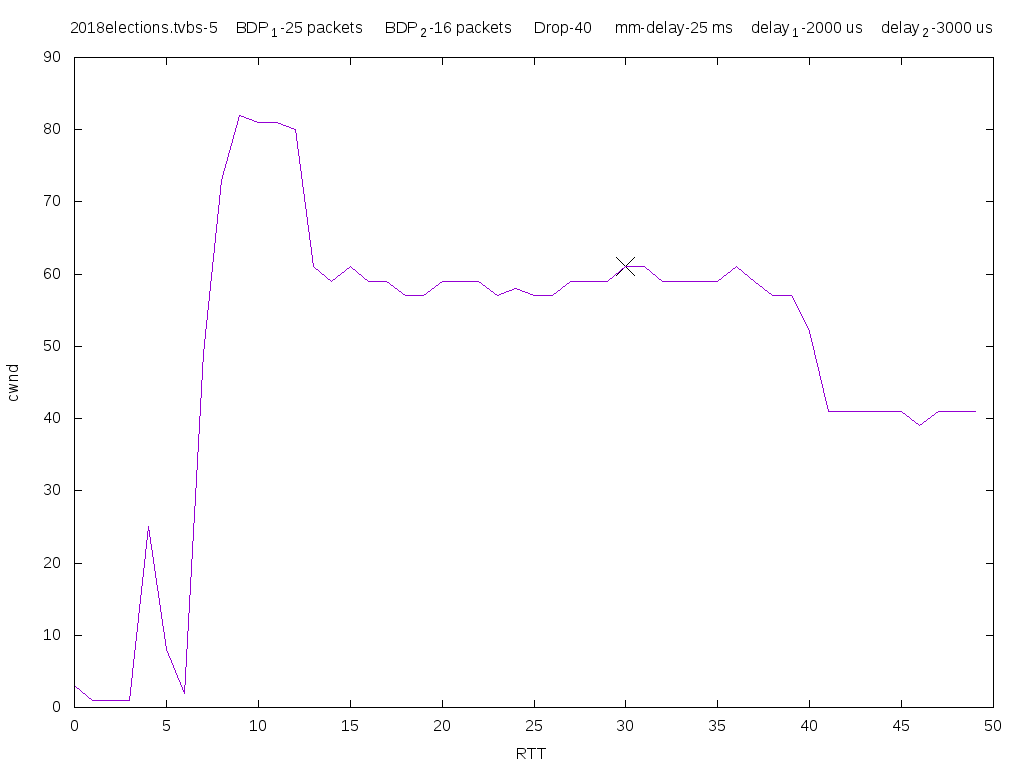 2018elections.tvbs-5 BDP1-25 packets BDP2-16 packets Drop-40 mm-delay-25 ms delay1-2000 us delay2-3000 us
90
80
70
60
50
40
30
20
10
0
cwnd
0 5 10 15 20 25 30 35 40 45 50
RTT